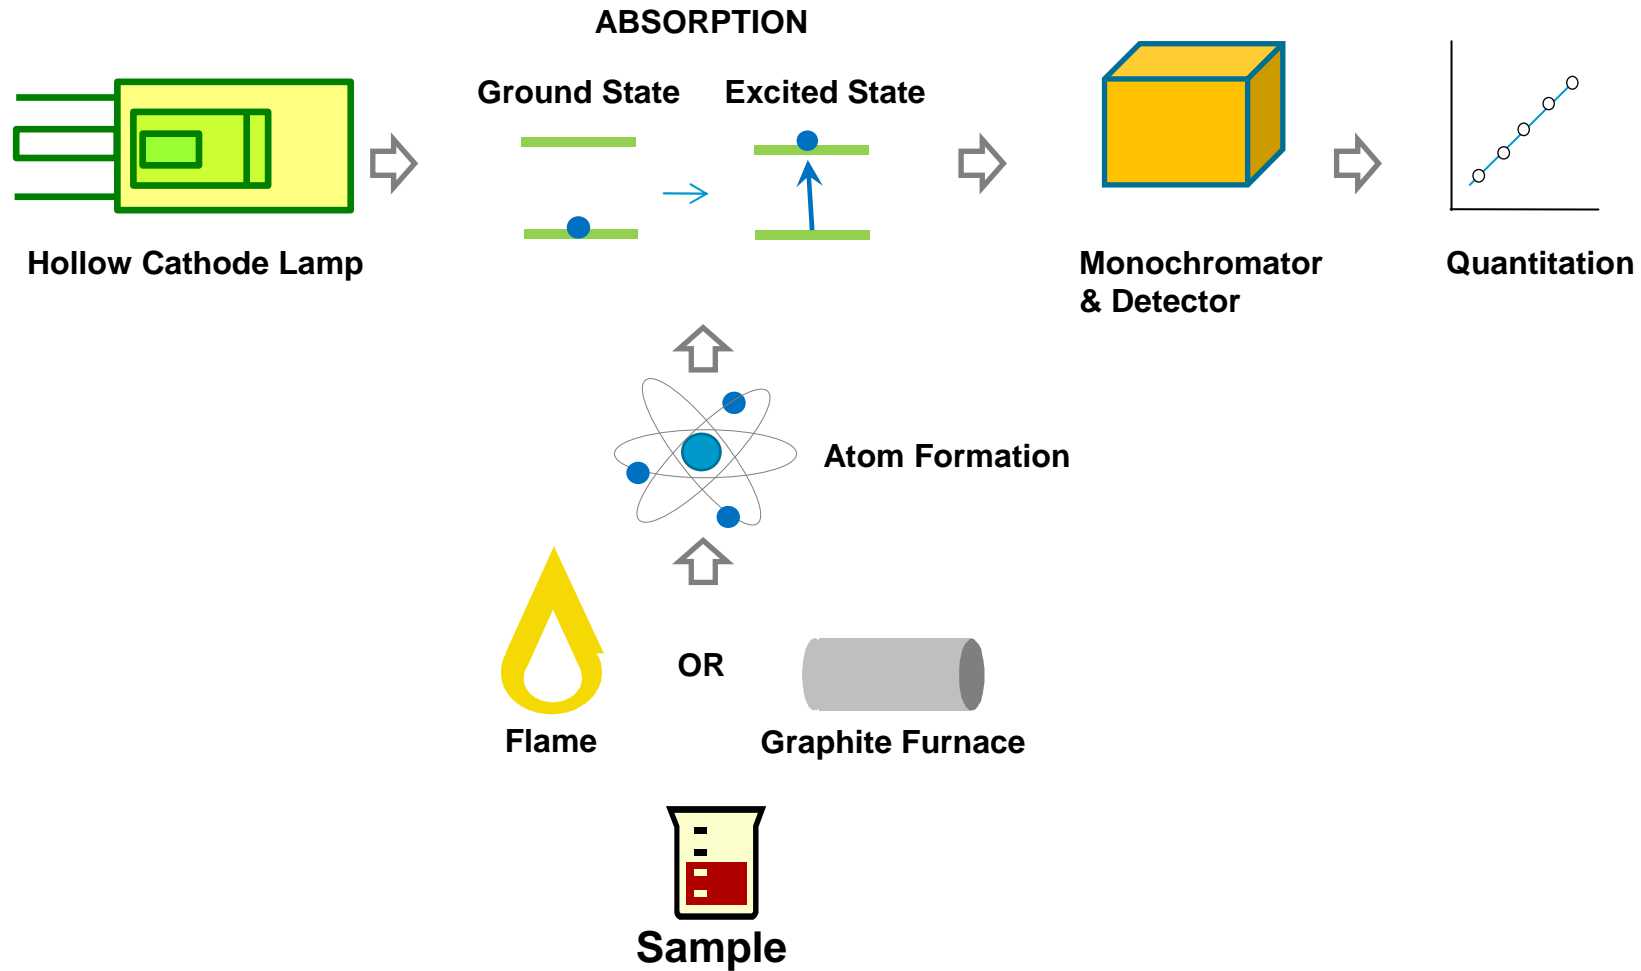 ABSORPTION
Ground State
Excited State
Hollow Cathode Lamp
Monochromator
& Detector
Quantitation
Atom Formation
OR
Flame
Graphite Furnace
Sample